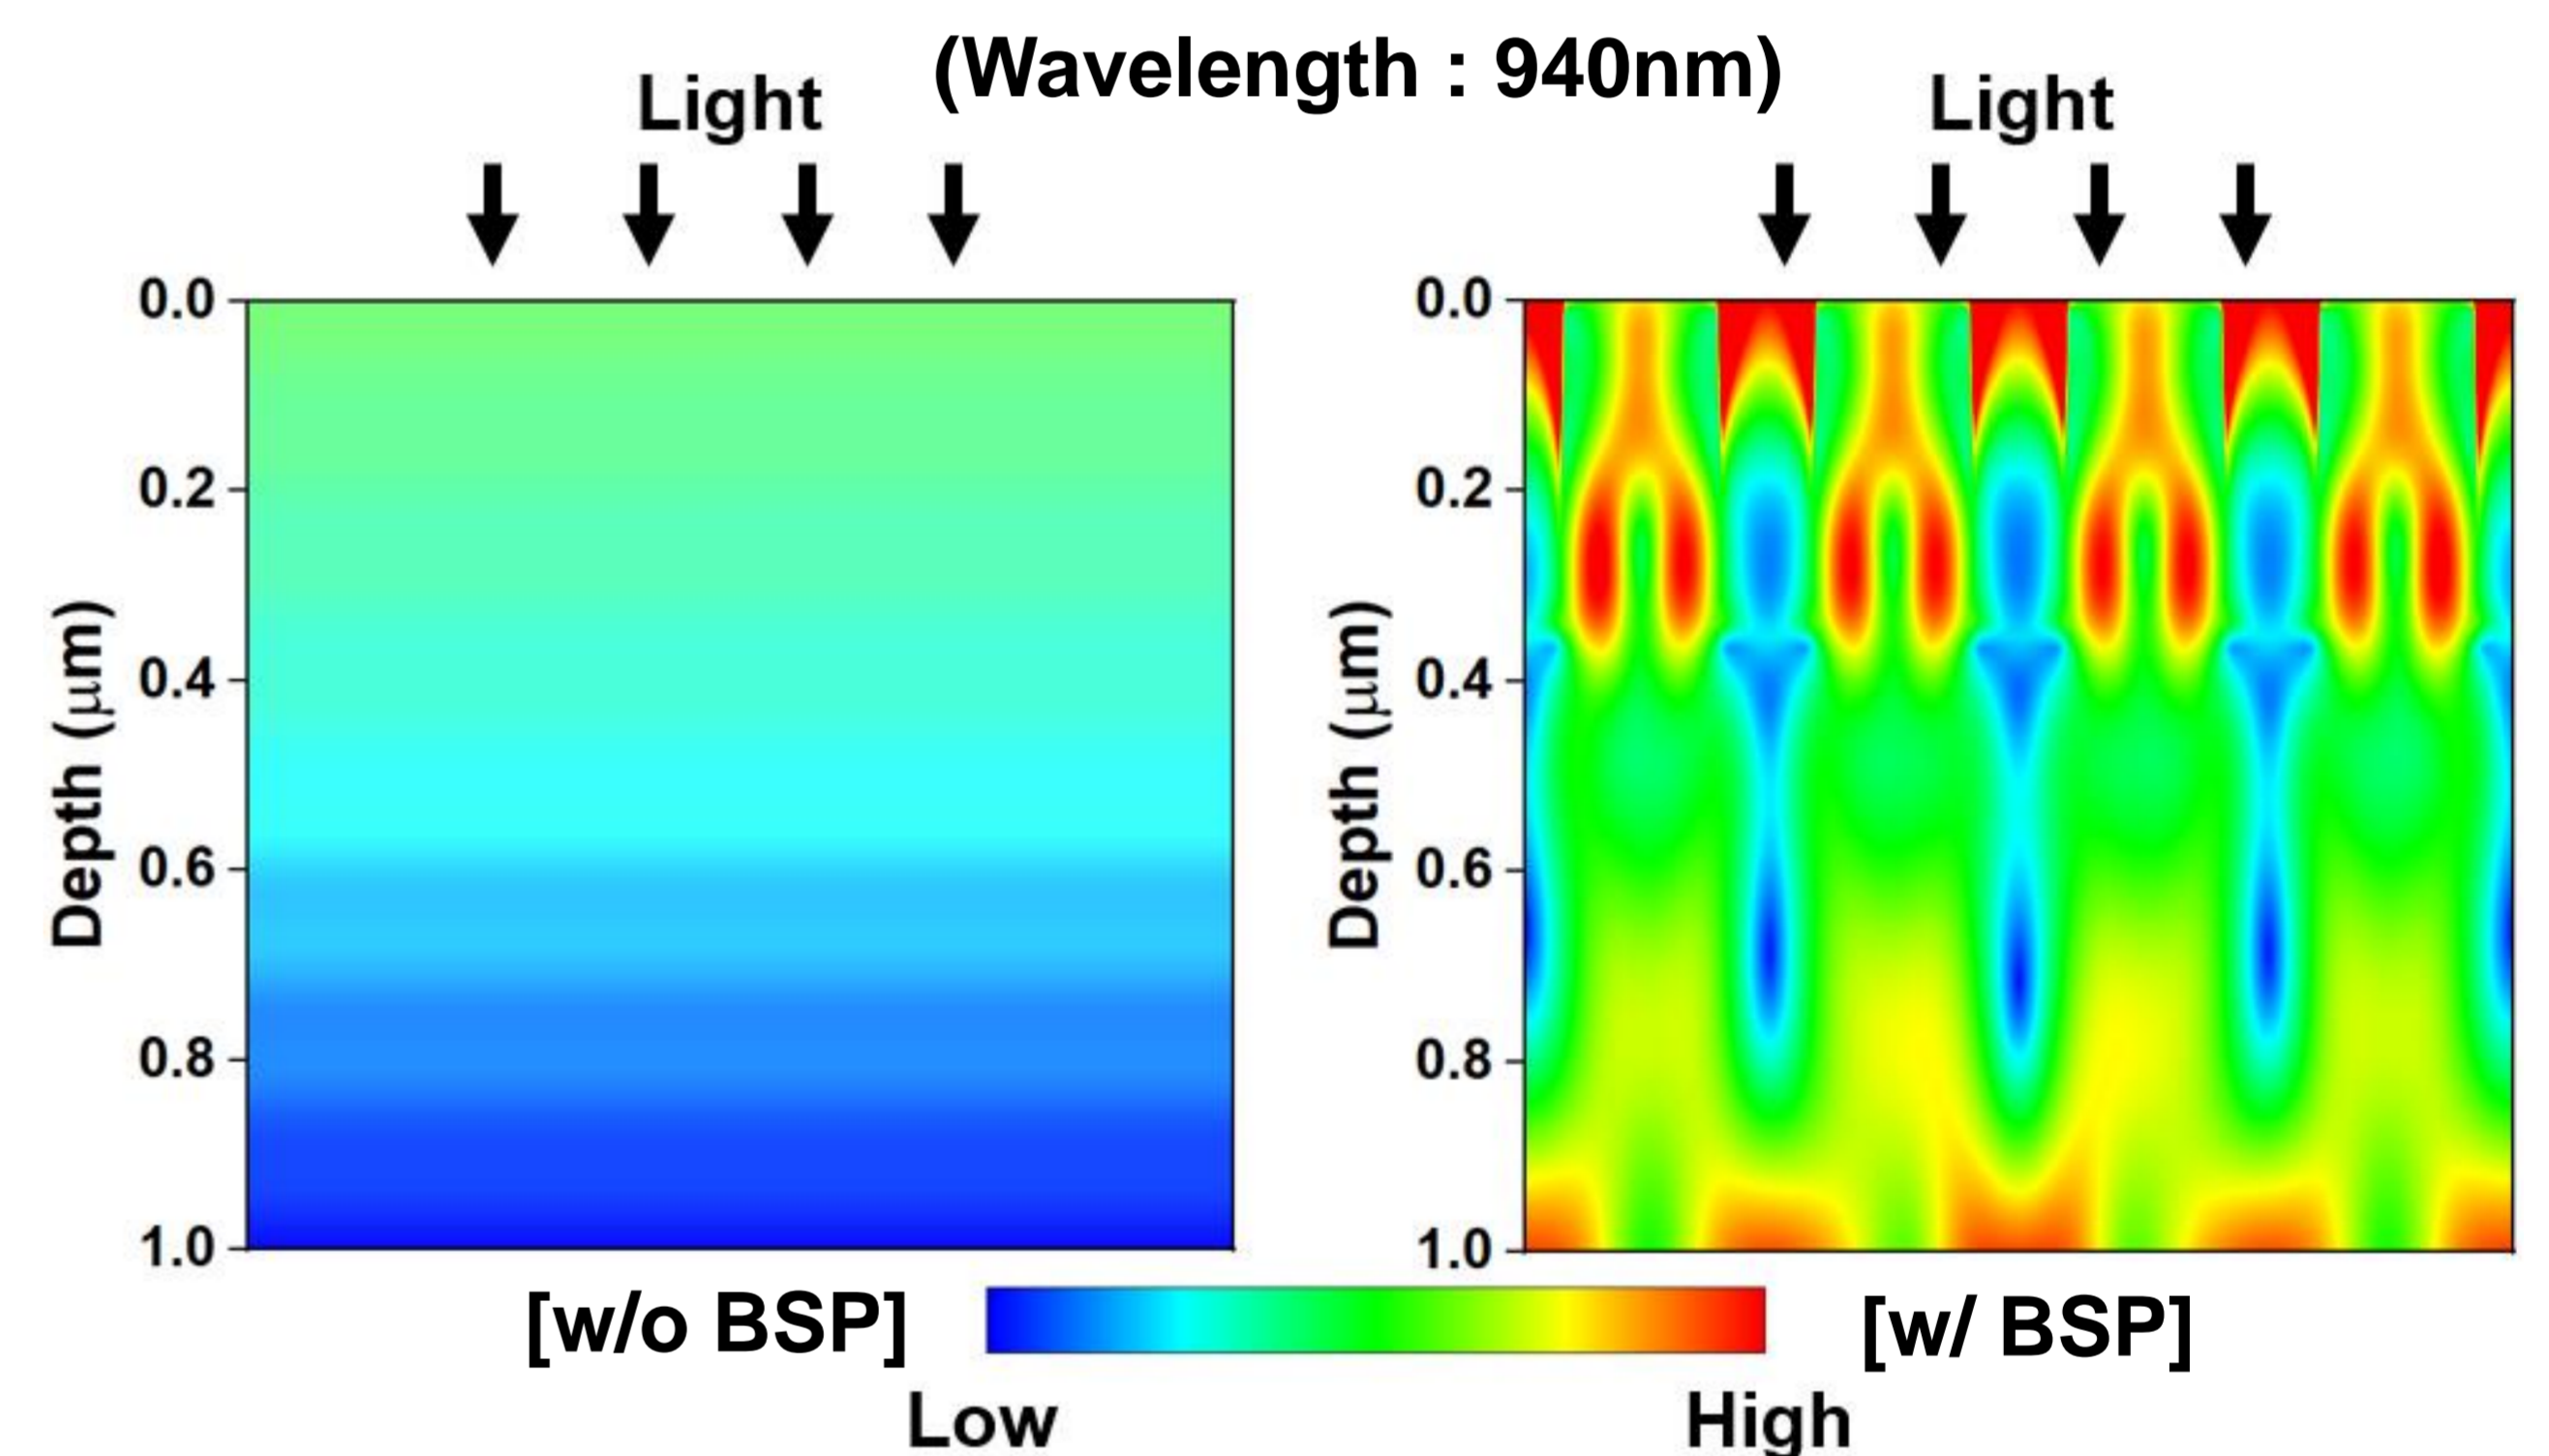 (Wavelength : 940nm)
Light
Light
0.0
0.2
0.4
0.6
0.8
1.0
Depth (μm)
0.0
0.2
0.4
0.6
0.8
1.0
Depth (μm)
[w/o BSP]
[w/ BSP]
Low
High